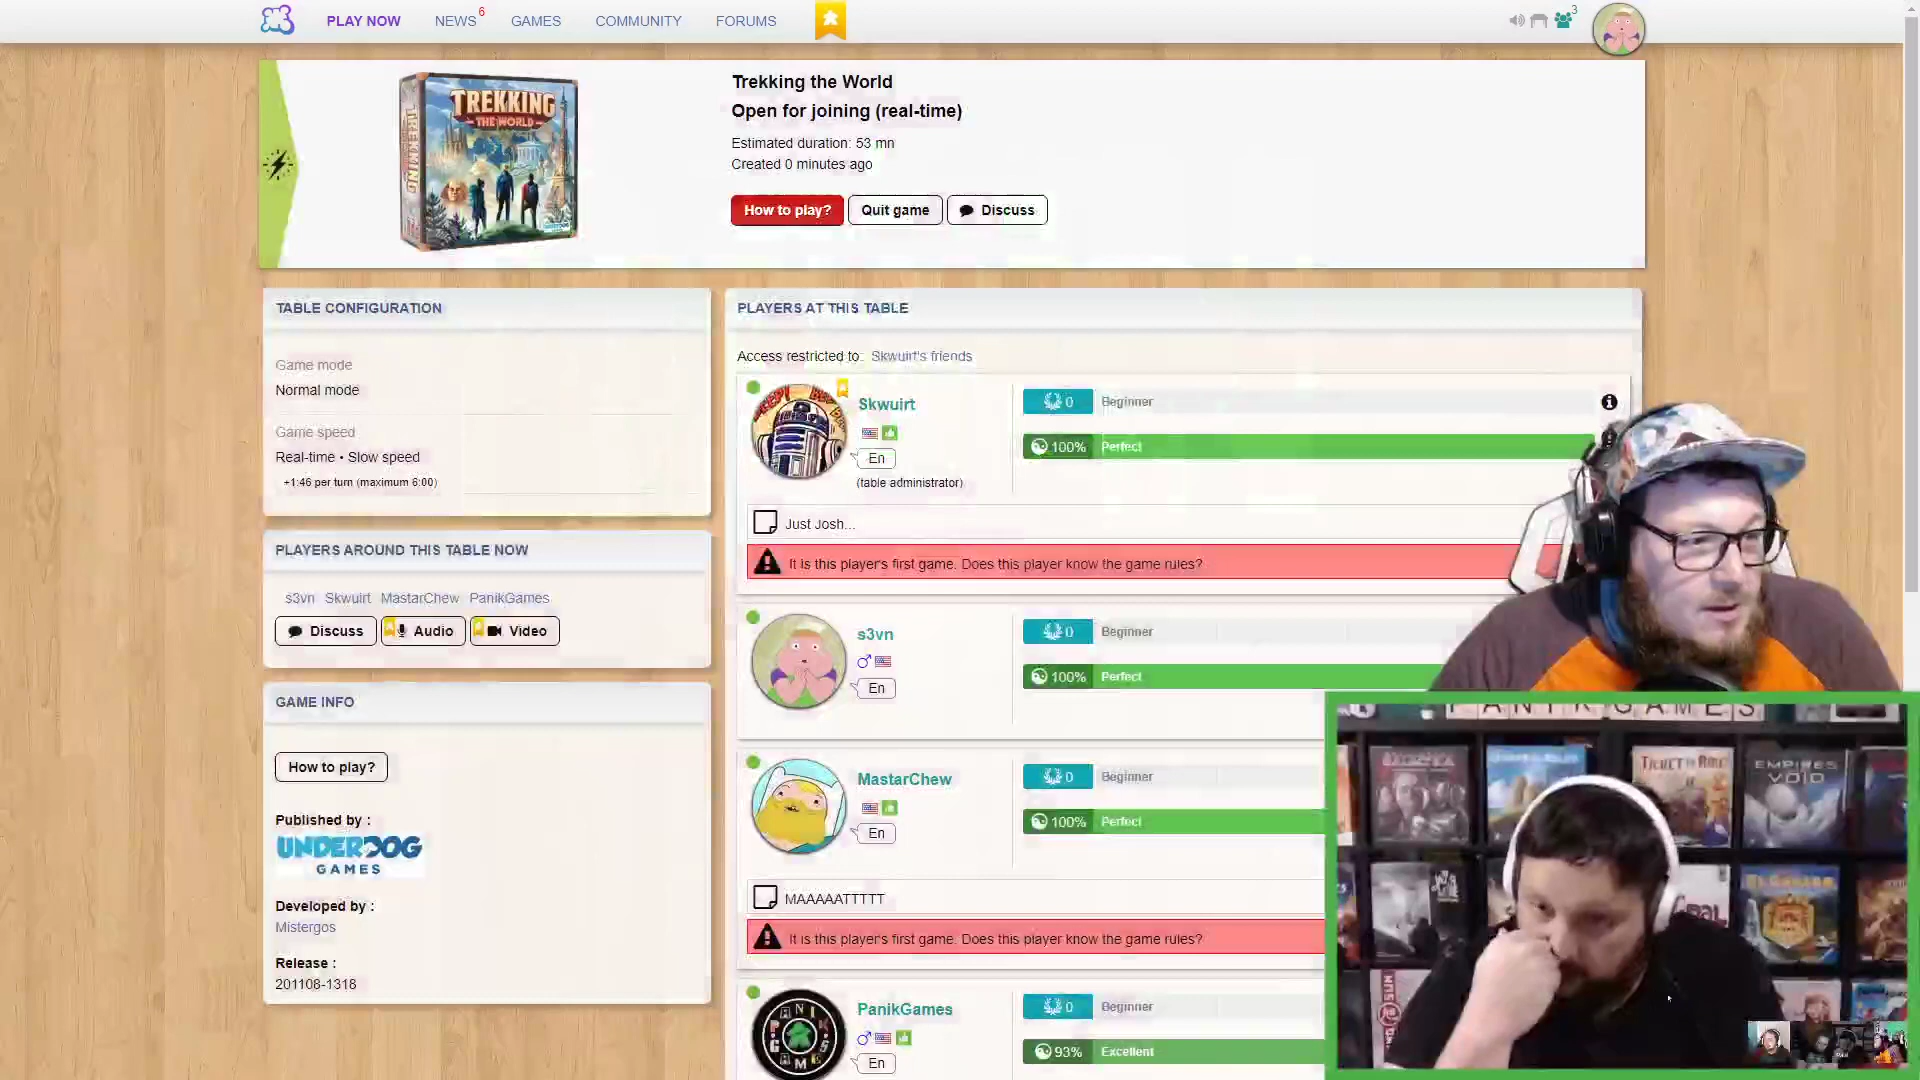 PLAY NOW NEWS 6 GAMES COMMUNITY FORUMS 3
TREKKING
THE WORLD
Trekking the World
Open for joining (real-time)
Estimated duration: 53 mn
Created 0 minutes ago
How to play? Quit game Discuss
TABLE CONFIGURATION
Game mode
Normal mode
Game speed
Real-time • Slow speed
+1:46 per turn (maximum 6:00)
PLAYERS AROUND THIS TABLE NOW
s3vn Skwuirt MastarChew PanikGames
Discuss Audio Video
GAME INFO
How to play?
Published by :
UNDERDOG
GAMES
Developed by :
Mistergos
Release :
201108-1318
PLAYERS AT THIS TABLE
Access restricted to: Skwuirt's friends
Skwuirt
En
(table administrator)
0 Beginner
100% Perfect
Just Josh...
It is this player's first game. Does this player know the game rules?
s3vn
En
0 Beginner
100% Perfect
MastarChew
En
0 Beginner
100% Perfect
MAAAAATTTTT
It is this player's first game. Does this player know the game rules?
PanikGames
En
0 Beginner
93% Excellent
PANIK GAMES
TICKET TO RIDE
EMPIRES
VOID